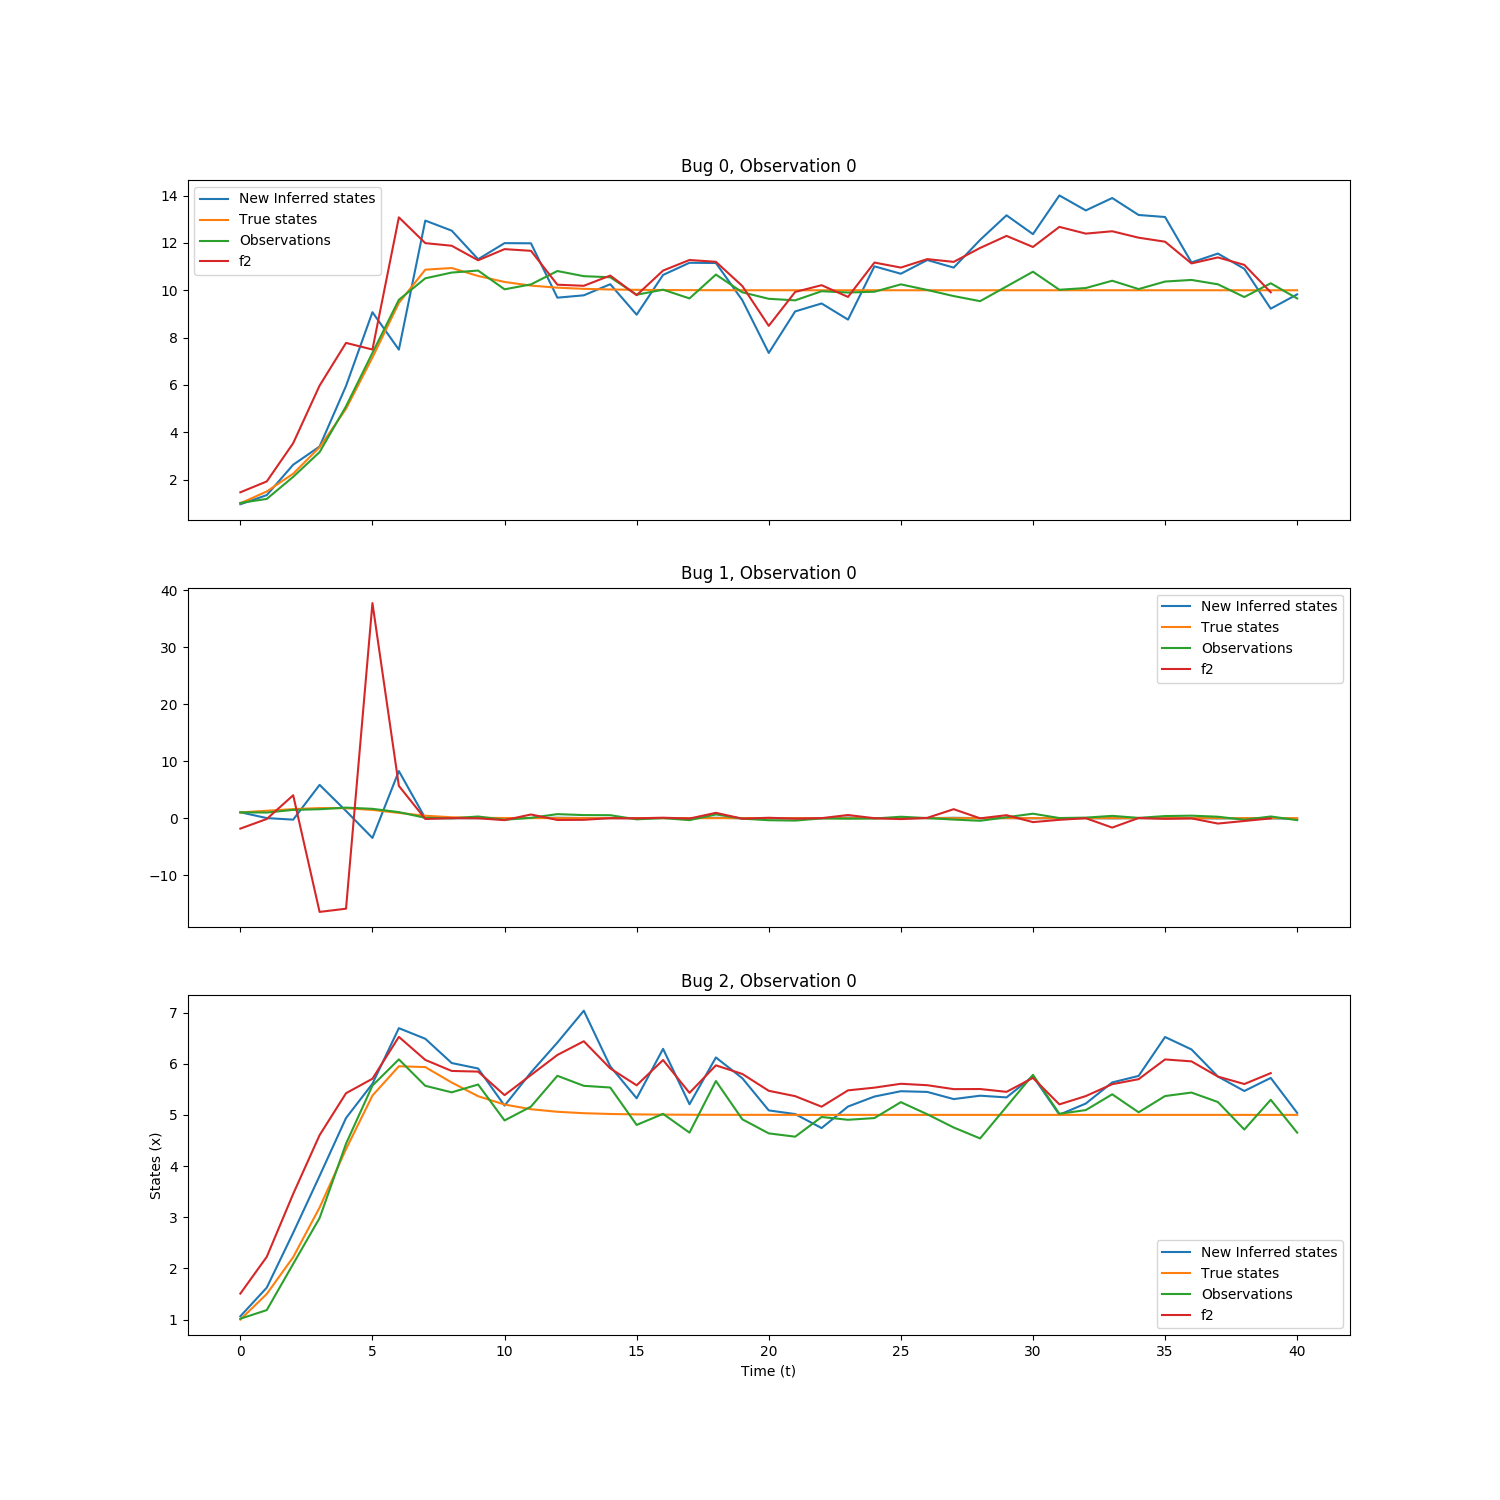 Bug 0, Observation 0
14
12
10
8
6
4
2
New Inferred states
True states
Observations
f2
Bug 1, Observation 0
40
30
20
10
0
−10
New Inferred states
True states
Observations
f2
Bug 2, Observation 0
7
6
5
4
3
2
1
States (x)
New Inferred states
True states
Observations
f2
0 5 10 15 20 25 30 35 40
Time (t)